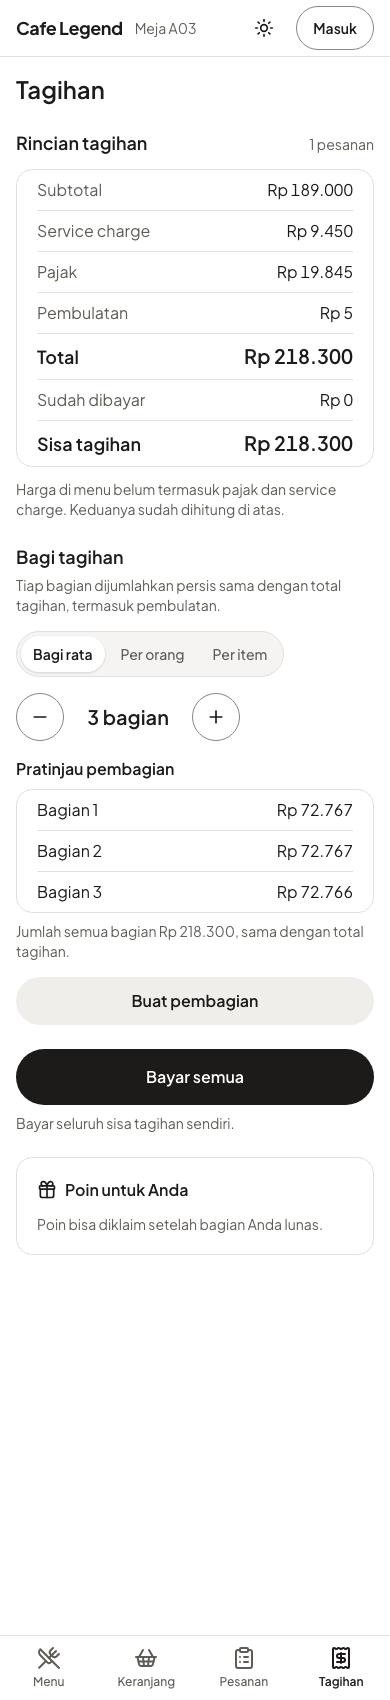 Cafe Legend Meja A03 Masuk
Tagihan
Rincian tagihan 1 pesanan
Subtotal Rp 189.000
Service charge Rp 9.450
Pajak Rp 19.845
Pembulatan Rp 5
Total Rp 218.300
Sudah dibayar Rp 0
Sisa tagihan Rp 218.300
Harga di menu belum termasuk pajak dan service
charge. Keduanya sudah dihitung di atas.
Bagi tagihan
Tiap bagian dijumlahkan persis sama dengan total
tagihan, termasuk pembulatan.
Bagi rata Per orang Per item
3 bagian
Pratinjau pembagian
Bagian 1 Rp 72.767
Bagian 2 Rp 72.767
Bagian 3 Rp 72.766
Jumlah semua bagian Rp 218.300, sama dengan total
tagihan.
Buat pembagian
Bayar semua
Bayar seluruh sisa tagihan sendiri.
Poin untuk Anda
Poin bisa diklaim setelah bagian Anda lunas.
Menu Keranjang Pesanan Tagihan